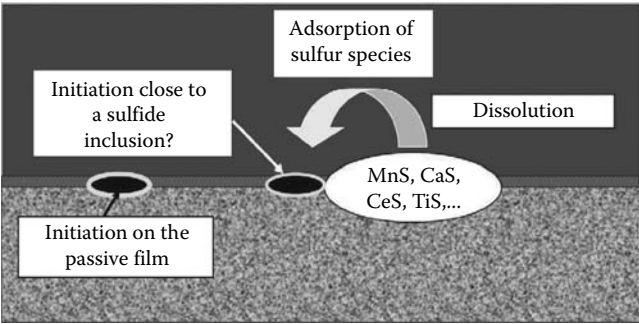 Adsorption of
sulfur species
Initiation close to
a sulfide
inclusion?
Dissolution
MnS, CaS,
CeS, TiS,...
Initiation on the
passive film